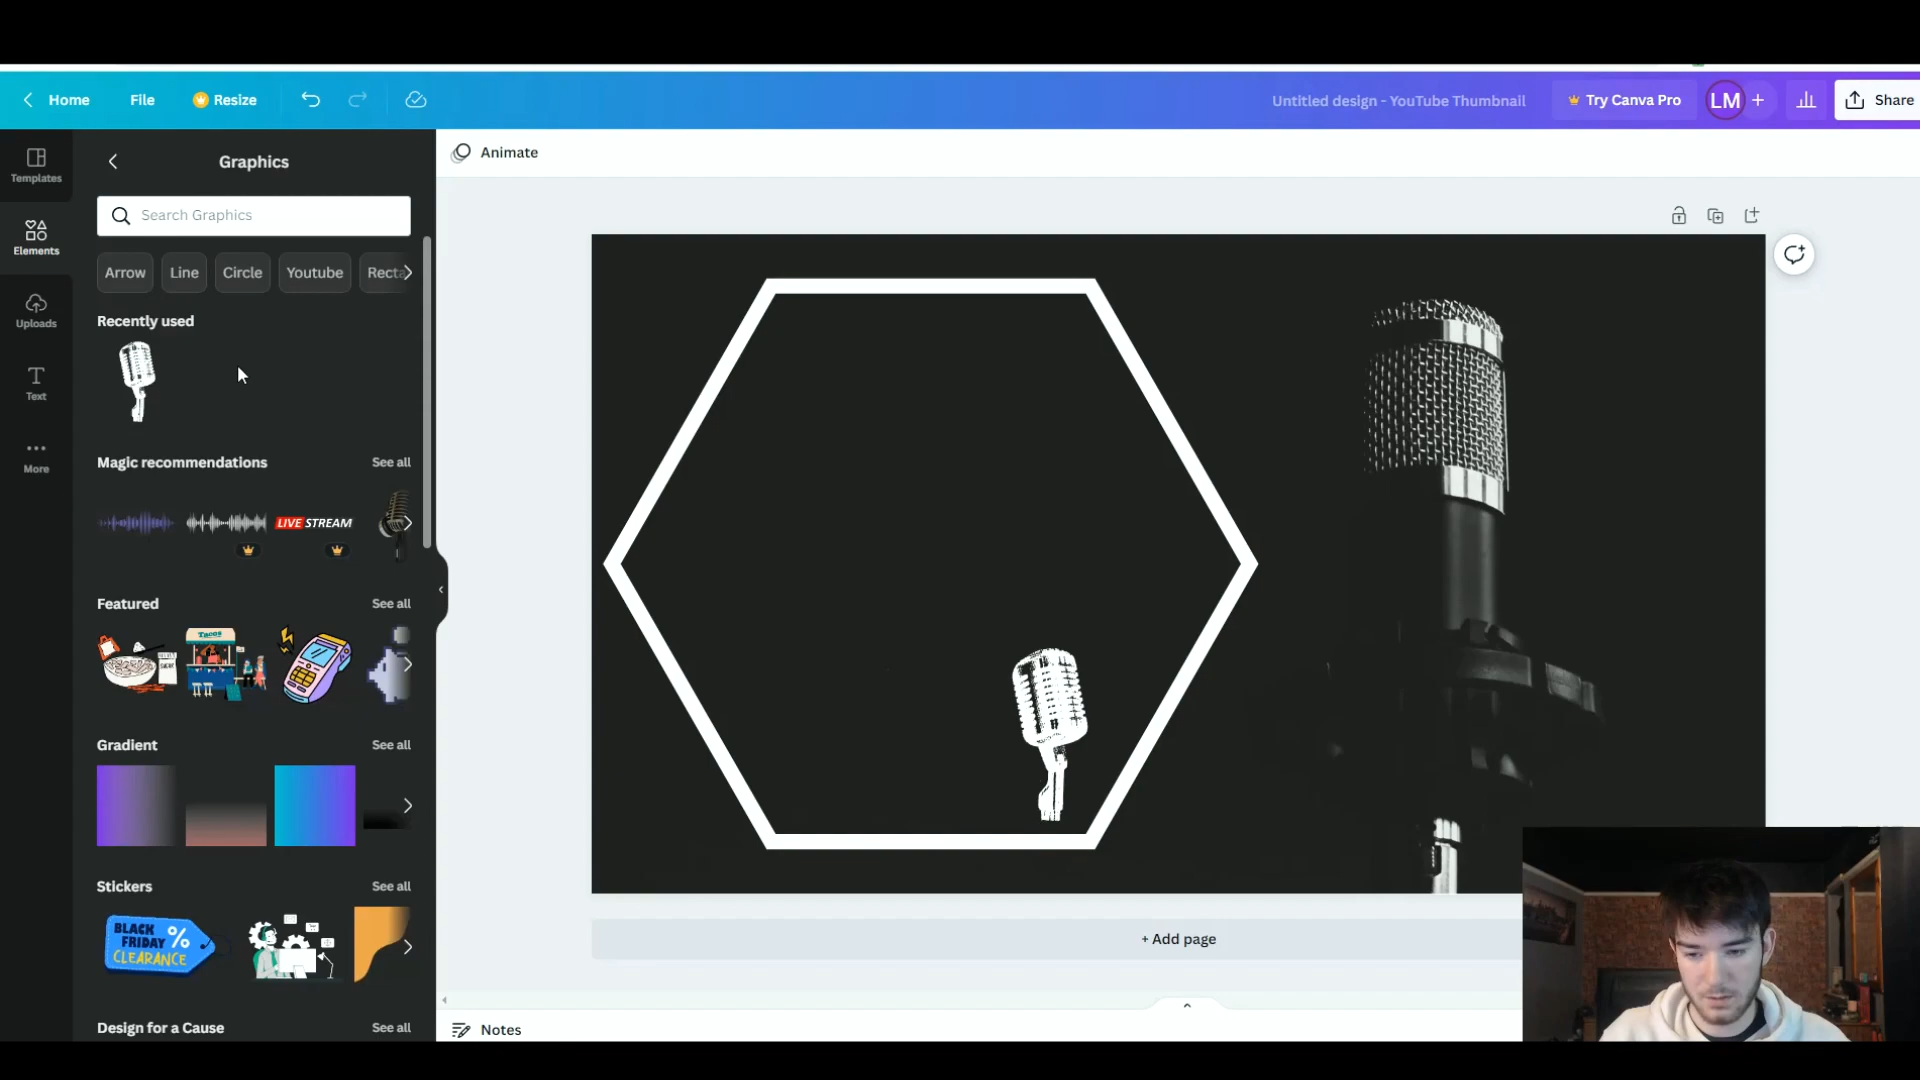 Home File Resize Untitled design - YouTube Thumbnail Try Canva Pro LM + Share
Templates
Elements
Uploads
Text
More
Graphics
Search Graphics
Arrow Line Circle Youtube Recta
Recently used
Magic recommendations See all
LIVE STREAM
Featured See all
Tacos
Gradient See all
Stickers See all
BLACK
FRIDAY %
CLEARANCE
Design for a Cause See all
Animate
+ Add page
Notes